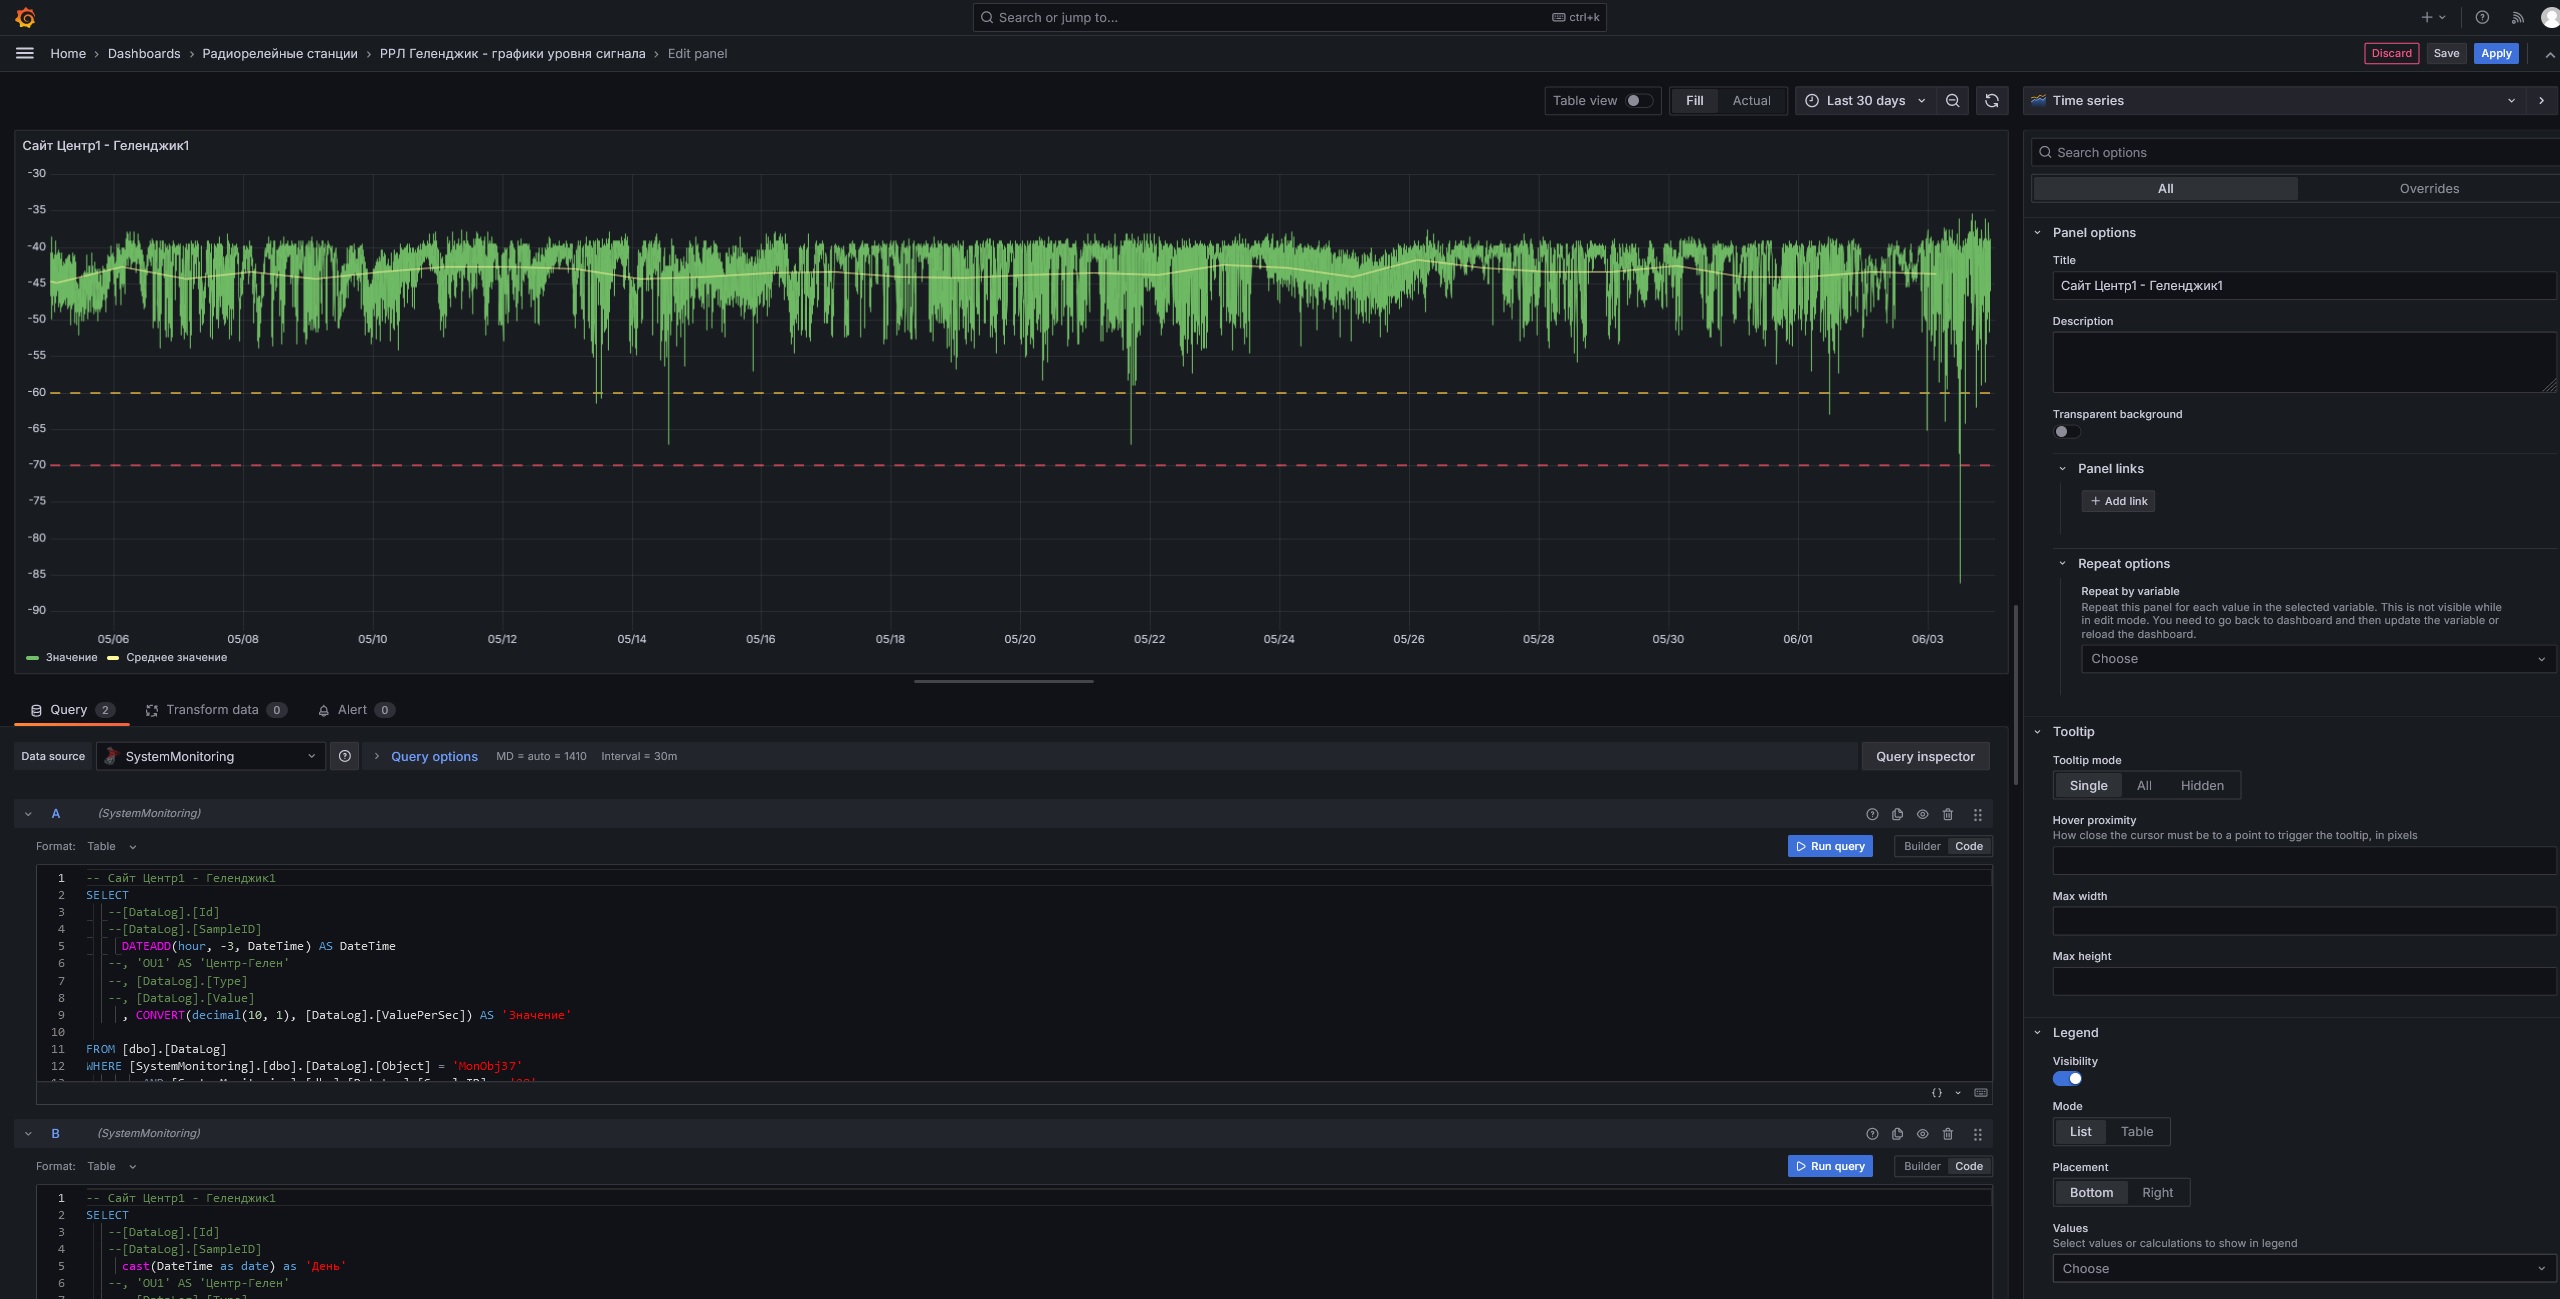 Search or jump to...
ctrl+k
Home › Dashboards › Радиорелейные станции › РРЛ Геленджик - графики уровня сигнала › Edit panel
Discard
Save
Apply
Table view
Fill
Actual
Last 30 days
Time series
Сайт Центр1 - Геленджик1
-30
-35
-40
-45
-50
-55
-60
-65
-70
-75
-80
-85
-90
05/06
05/08
05/10
05/12
05/14
05/16
05/18
05/20
05/22
05/24
05/26
05/28
05/30
06/01
06/03
Значение
Среднее значение
Query 2
Transform data 0
Alert 0
Data source
SystemMonitoring
Query options
MD = auto = 1410
Interval = 30m
Query inspector
A
(SystemMonitoring)
Format: Table
Run query
Builder
Code
1 -- Сайт Центр1 - Геленджик1
2 SELECT
3 --[DataLog].[Id]
4 --[DataLog].[SampleID]
5 DATEADD(hour, -3, DateTime) AS DateTime
6 --, 'OU1' AS 'Центр-Гелен'
7 --, [DataLog].[Type]
8 --, [DataLog].[Value]
9 , CONVERT(decimal(10, 1), [DataLog].[ValuePerSec]) AS 'Значение'
10
11 FROM [dbo].[DataLog]
12 WHERE [SystemMonitoring].[dbo].[DataLog].[Object] = 'MonObj37'
B
(SystemMonitoring)
Format: Table
Run query
Builder
Code
1 -- Сайт Центр1 - Геленджик1
2 SELECT
3 --[DataLog].[Id]
4 --[DataLog].[SampleID]
5 cast(DateTime as date) as 'День'
6 --, 'OU1' AS 'Центр-Гелен'
Search options
All
Overrides
Panel options
Title
Сайт Центр1 - Геленджик1
Description
Transparent background
Panel links
+ Add link
Repeat options
Repeat by variable
Repeat this panel for each value in the selected variable. This is not visible while
in edit mode. You need to go back to dashboard and then update the variable or
reload the dashboard.
Choose
Tooltip
Tooltip mode
Single
All
Hidden
Hover proximity
How close the cursor must be to a point to trigger the tooltip, in pixels
Max width
Max height
Legend
Visibility
Mode
List
Table
Placement
Bottom
Right
Values
Select values or calculations to show in legend
Choose